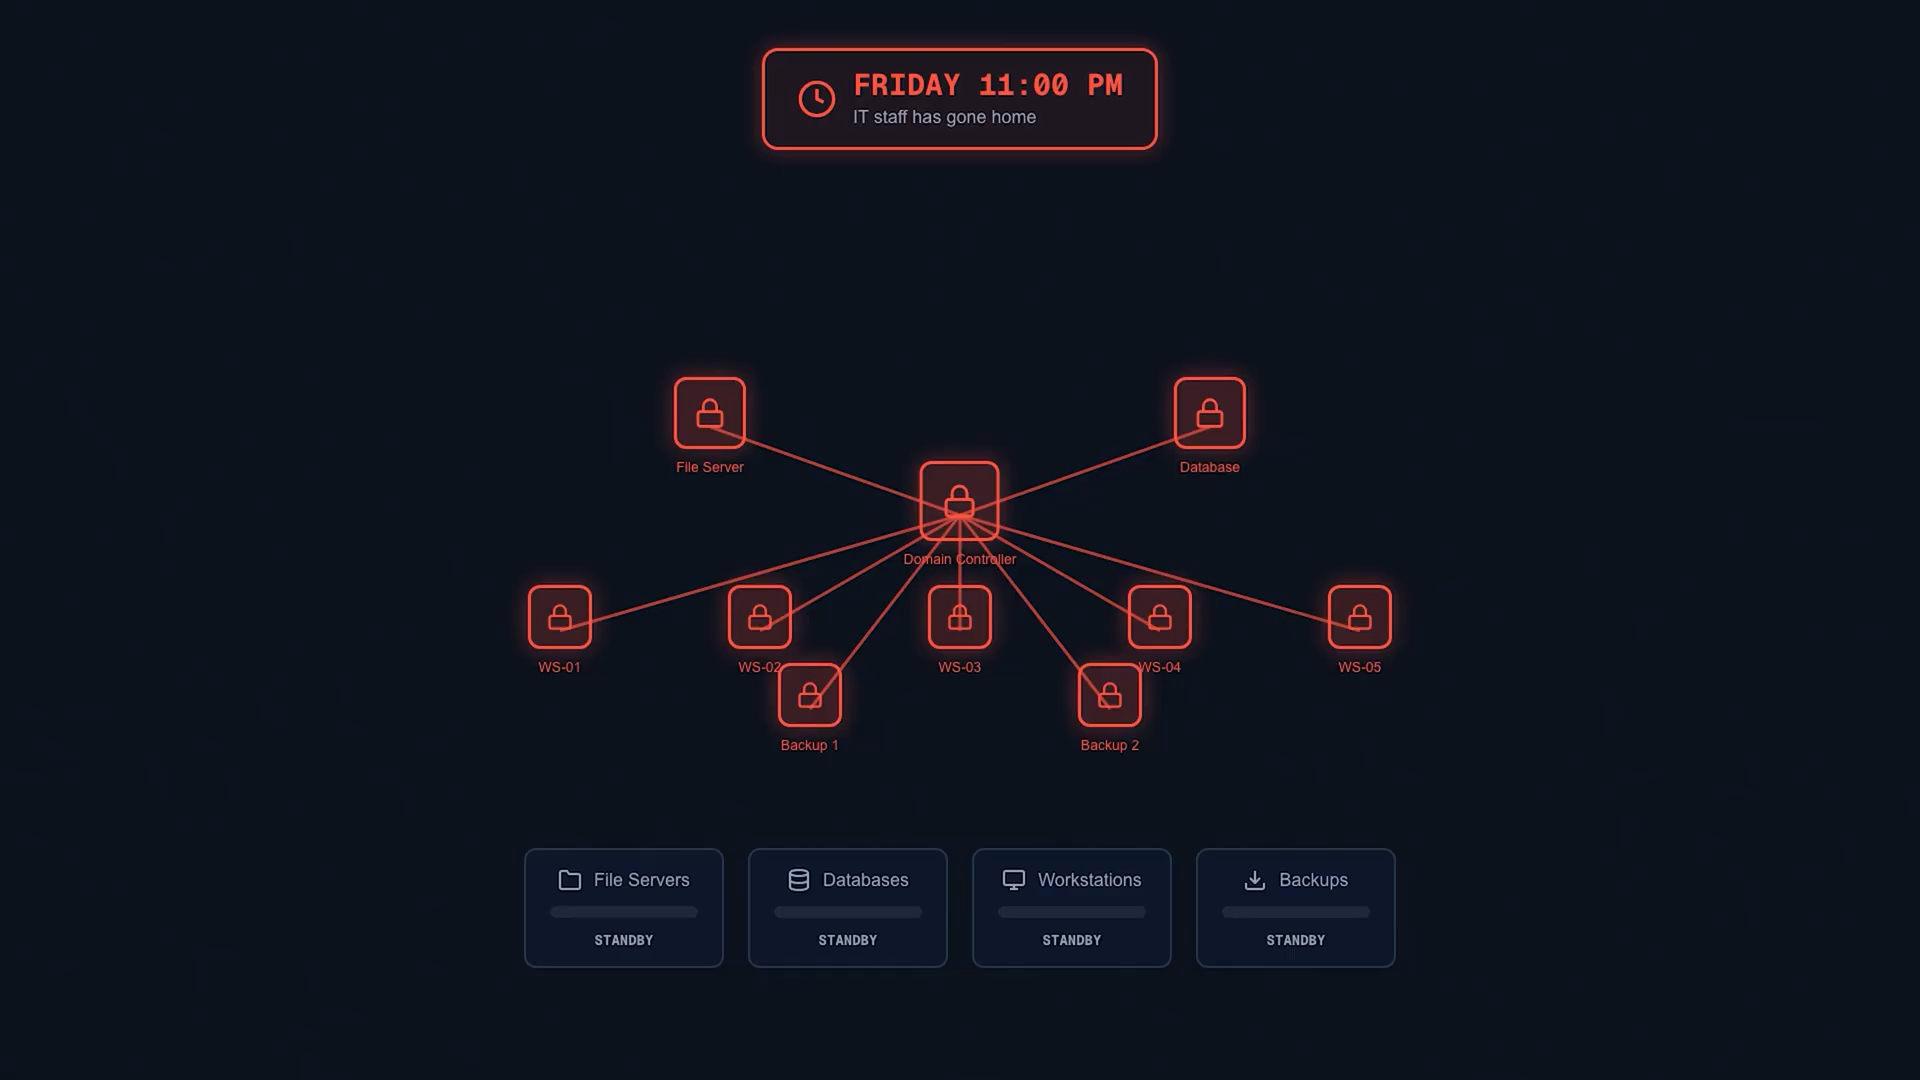 FRIDAY 11:00 PM
IT staff has gone home
File Server
Database
Domain Controller
WS-01
WS-02
WS-03
WS-04
WS-05
Backup 1
Backup 2
File Servers
STANDBY
Databases
STANDBY
Workstations
STANDBY
Backups
STANDBY